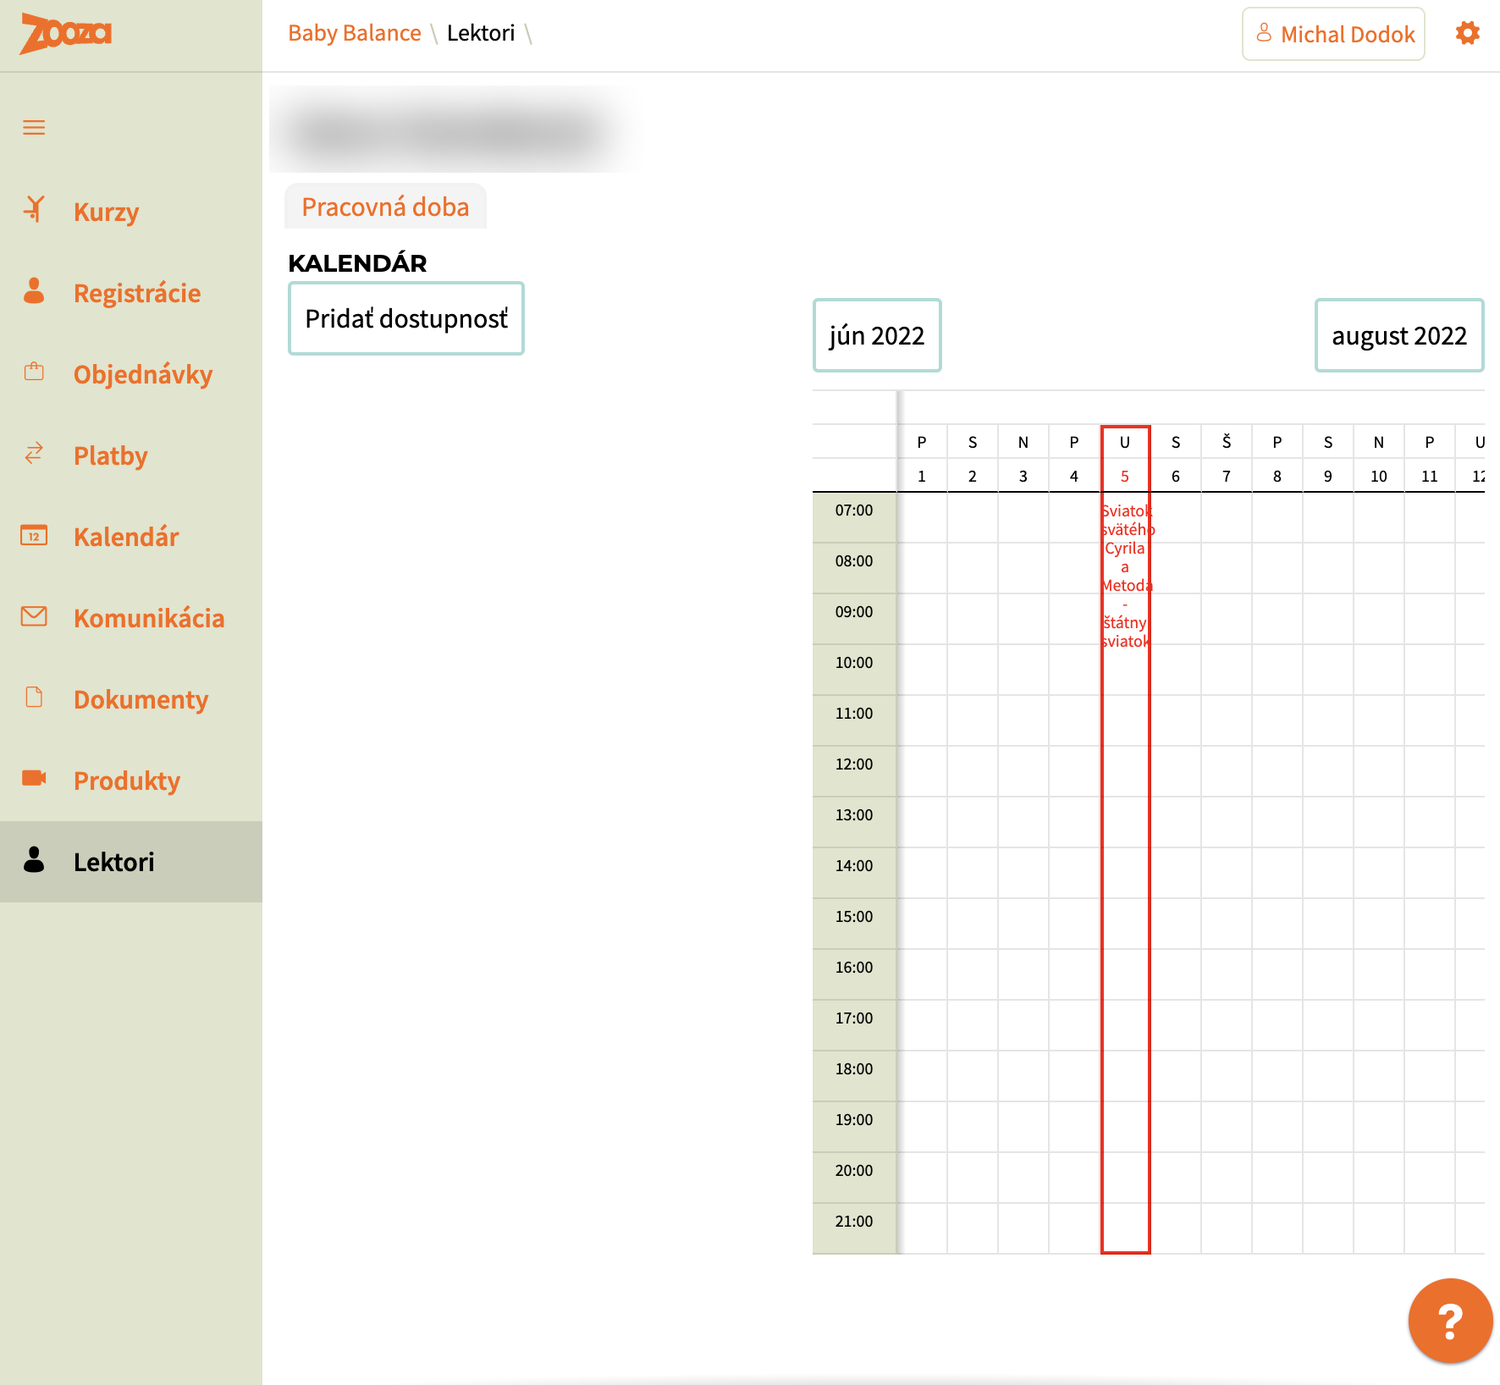 Zooza
Baby Balance \ Lektori \
Michal Dodok
Kurzy
Registrácie
Objednávky
Platby
12
Kalendár
Komunikácia
Dokumenty
Produkty
Lektori
Pracovná doba
KALENDÁR
Pridať dostupnosť
jún 2022
august 2022
P S N P U S Š P S N P U
1 2 3 4 5 6 7 8 9 10 11 12
07:00
08:00
09:00
10:00
11:00
12:00
13:00
14:00
15:00
16:00
17:00
18:00
19:00
20:00
21:00
Sviatok
svätého
Cyrila
a
Metoda
-
štátny
sviatok
?